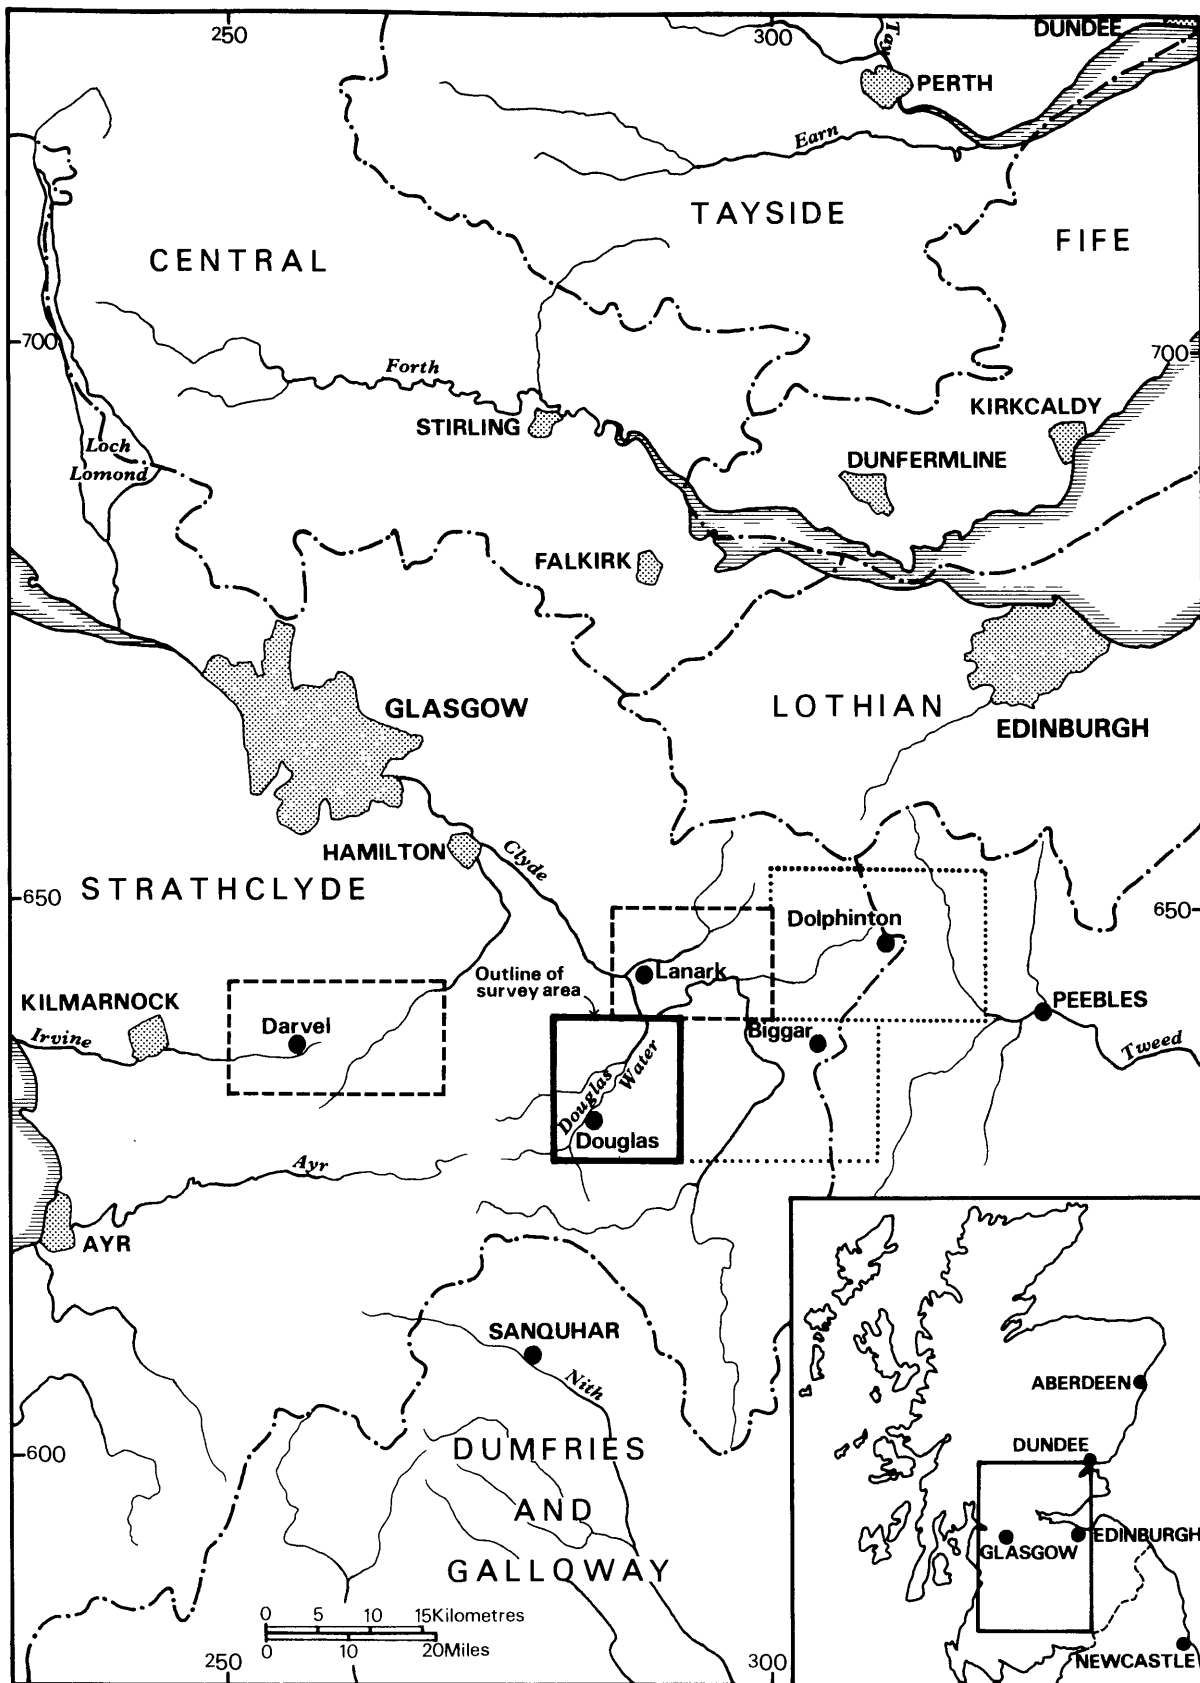 250
300
Tay
DUNDEE
PERTH
Earn
TAYSIDE
FIFE
CENTRAL
700
700
Forth
KIRKCALDY
STIRLING
Loch
Lomond
DUNFERMLINE
FALKIRK
GLASGOW
LOTHIAN
EDINBURGH
HAMILTON
Clyde
STRATHCLYDE
650
650
Dolphinton
Lanark
Outline of
survey area
KILMARNOCK
PEEBLES
Irvine
Darvel
Biggar
Tweed
Douglas
Water
Douglas
Ayr
AYR
SANQUHAR
Nith
ABERDEEN
DUNDEE
600
DUMFRIES
AND
GALLOWAY
EDINBURGH
GLASGOW
0 5 10 15Kilometres
0 10 20Miles
250
300
NEWCASTLE